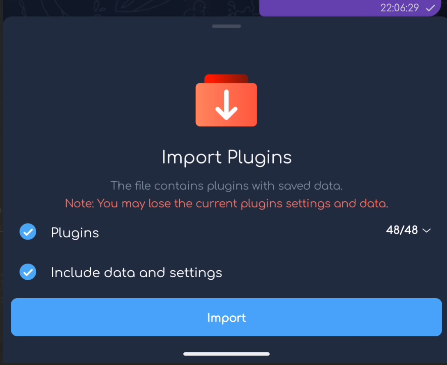 22:06:29
Import Plugins
The file contains plugins with saved data.
Note: You may lose the current plugins settings and data.
Plugins 48/48
Include data and settings
Import